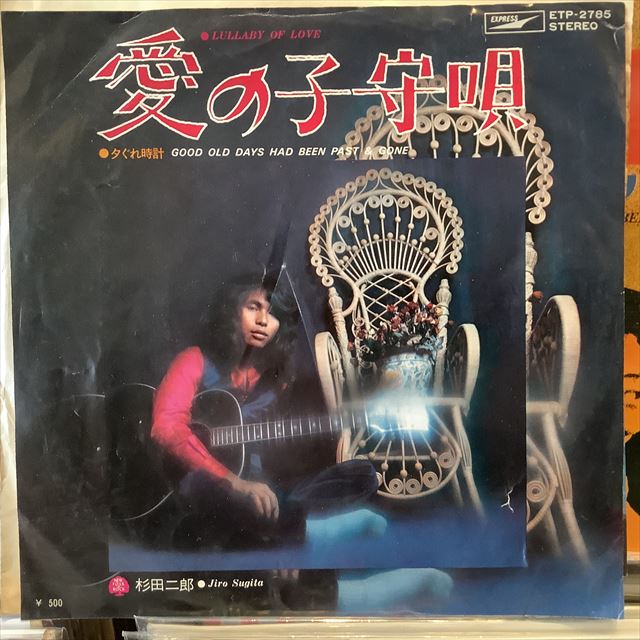 LULLABY OF LOVE
EXPRESS
ETP-2785
STEREO
愛の子守唄
夕ぐれ時計 GOOD OLD DAYS HAD BEEN PAST & GONE
杉田二郎 Jiro Sugita
¥ 500